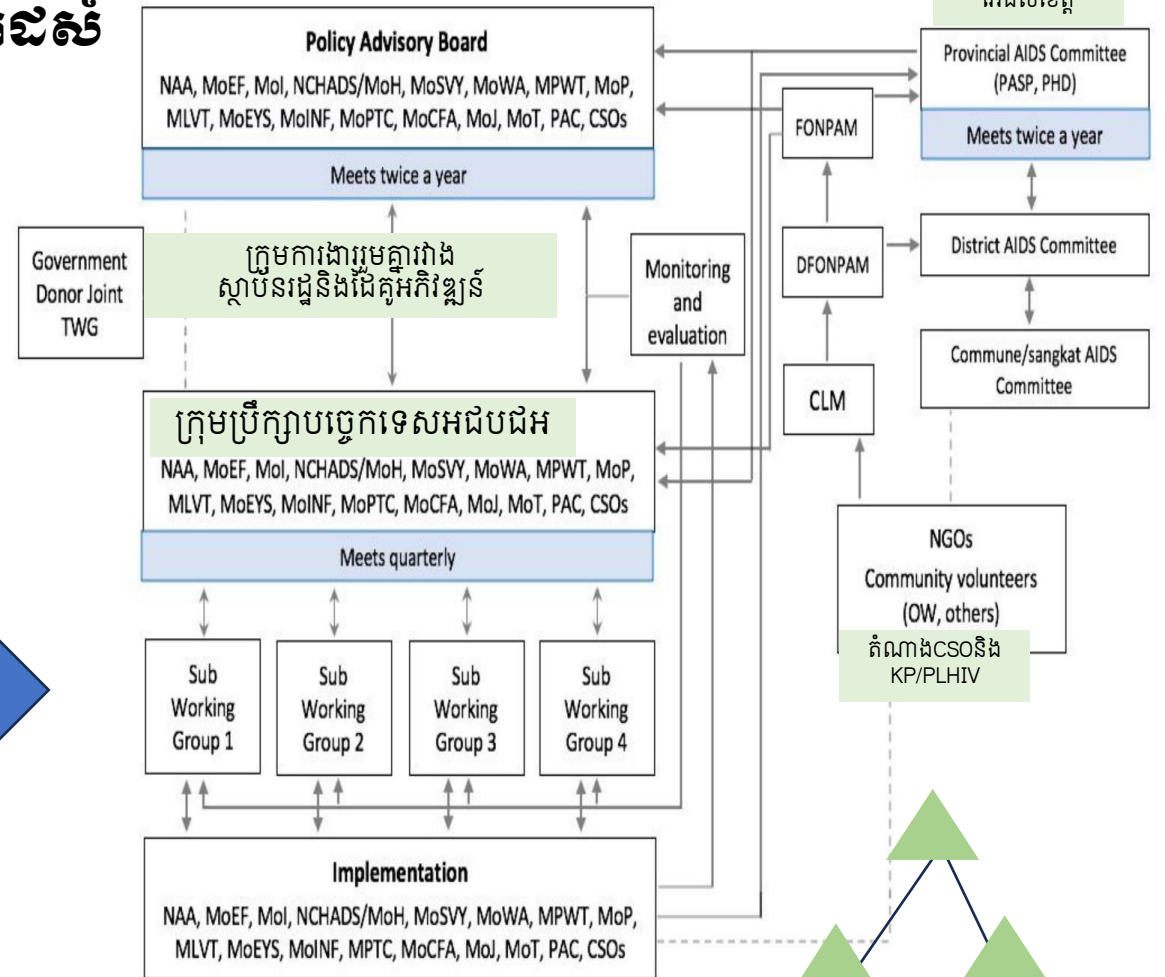 Policy Advisory Board
NAA, MoEF, MoI, NCHADS/MoH, MoSVY, MoWA, MPWT, MoP,
MLVT, MoEYS, MoINF, MoPTC, MoCFA, MoJ, MoT, PAC, CSOs
Meets twice a year
Provincial AIDS Committee
(PASP, PHD)
Meets twice a year
FONPAM
Government
Donor Joint
TWG
ក្រុមការងាររួមគ្នារវាង
ស្ថាប័នរដ្ឋនិងដៃគូអភិវឌ្ឍន៍
Monitoring
and
evaluation
DFONPAM
District AIDS Committee
CLM
Commune/sangkat AIDS
Committee
ក្រុមប្រឹក្សាបច្ចេកទេសអជបជអ
NAA, MoEF, MoI, NCHADS/MoH, MoSVY, MoWA, MPWT, MoP,
MLVT, MoEYS, MoINF, MoPTC, MoCFA, MoJ, MoT, PAC, CSOs
Meets quarterly
NGOs
Community volunteers
(OW, others)
តំណាងCSOនិង
KP/PLHIV
Sub
Working
Group 1
Sub
Working
Group 2
Sub
Working
Group 3
Sub
Working
Group 4
Implementation
NAA, MoEF, MoI, NCHADS/MoH, MoSVY, MoWA, MPWT, MoP,
MLVT, MoEYS, MoINF, MPTC, MoCFA, MoJ, MoT, PAC, CSOs